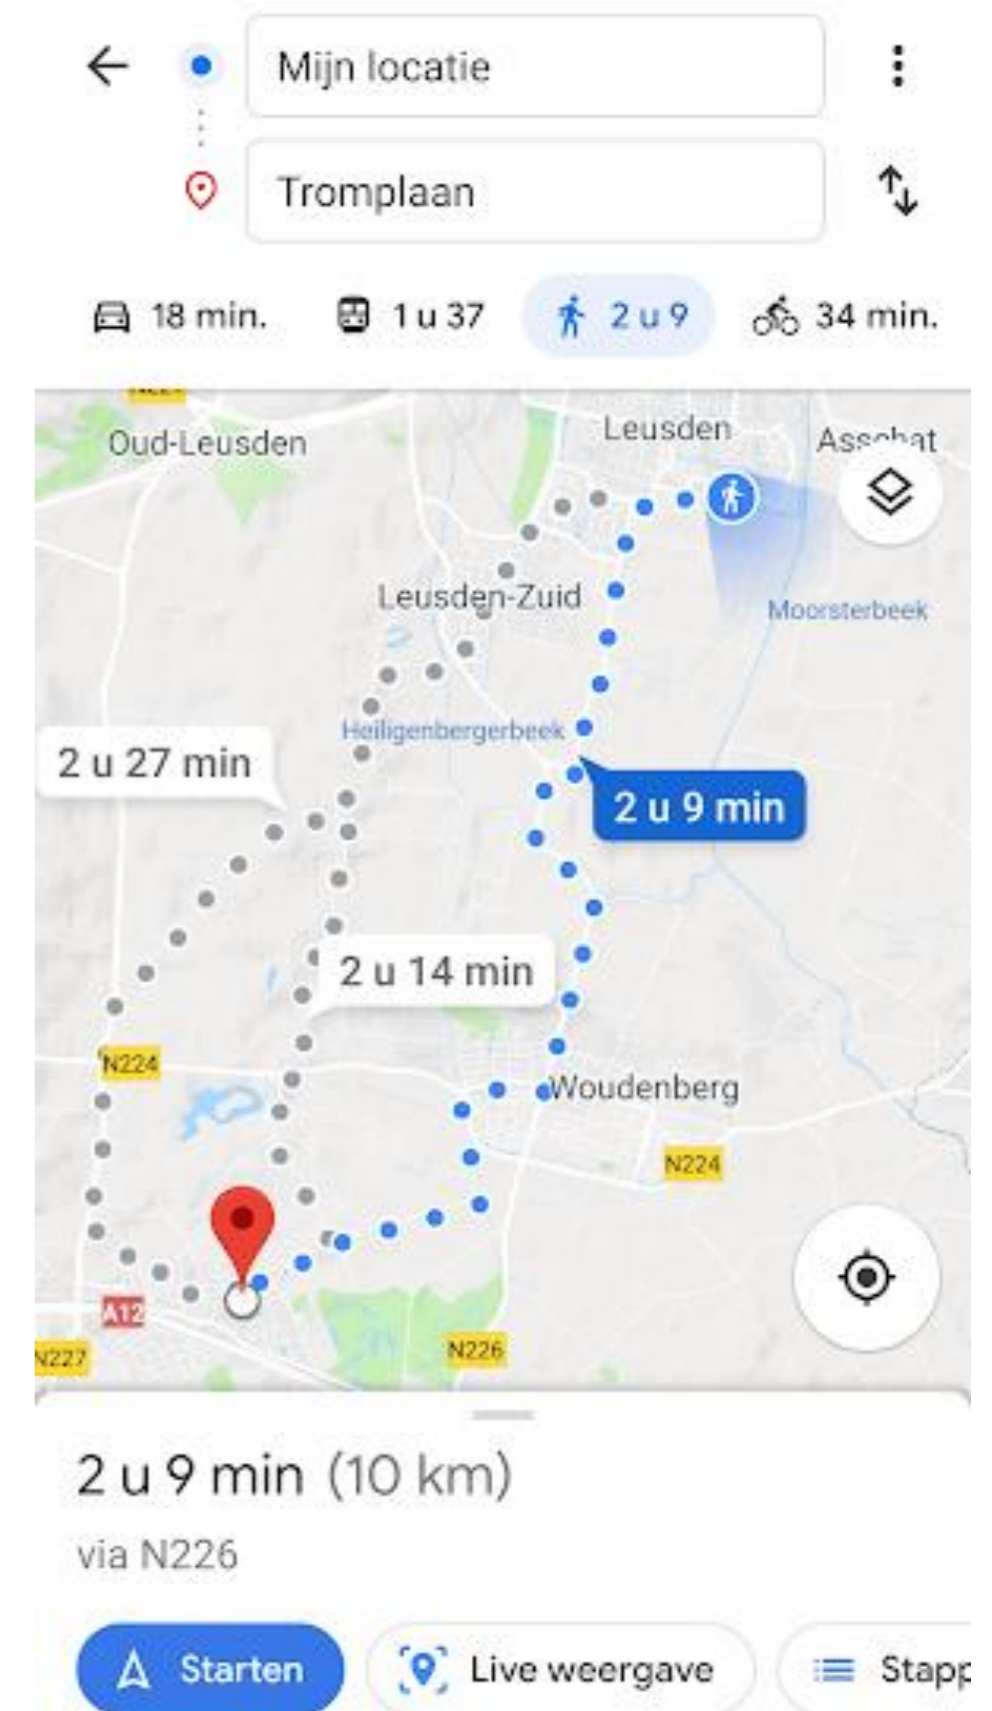 Mijn locatie
Tromplaan
18 min.
1 u 37
2 u 9
34 min.
Oud-Leusden
Leusden
Asschat
Leusden-Zuid
Moorsterbeek
Heiligenbergerbeek
2 u 27 min
2 u 9 min
2 u 14 min
N224
Woudenberg
N224
A12
N227
N226
2 u 9 min (10 km)
via N226
Starten
Live weergave
Stapp